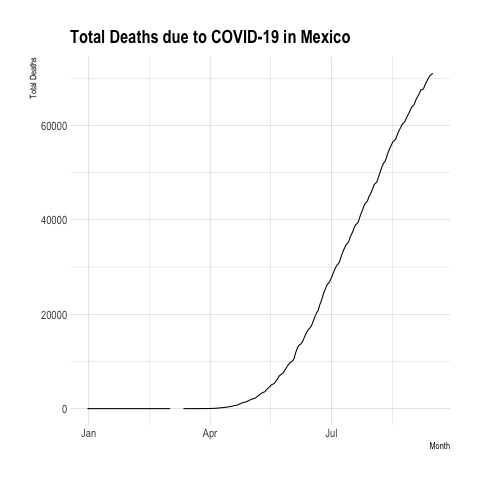 Total Deaths due to COVID-19 in Mexico
Total Deaths
60000
40000
20000
0
Jan
Apr
Jul
Month